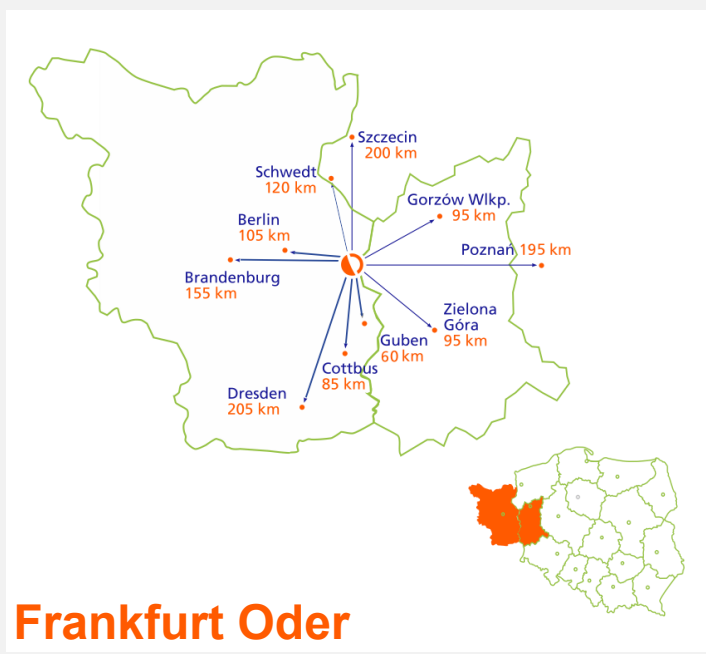 Szczecin
200 km
Schwedt
120 km
Gorzów Wlkp.
95 km
Berlin
105 km
Poznań 195 km
Brandenburg
155 km
Zielona
Góra
95 km
Guben
60 km
Cottbus
85 km
Dresden
205 km
Frankfurt Oder